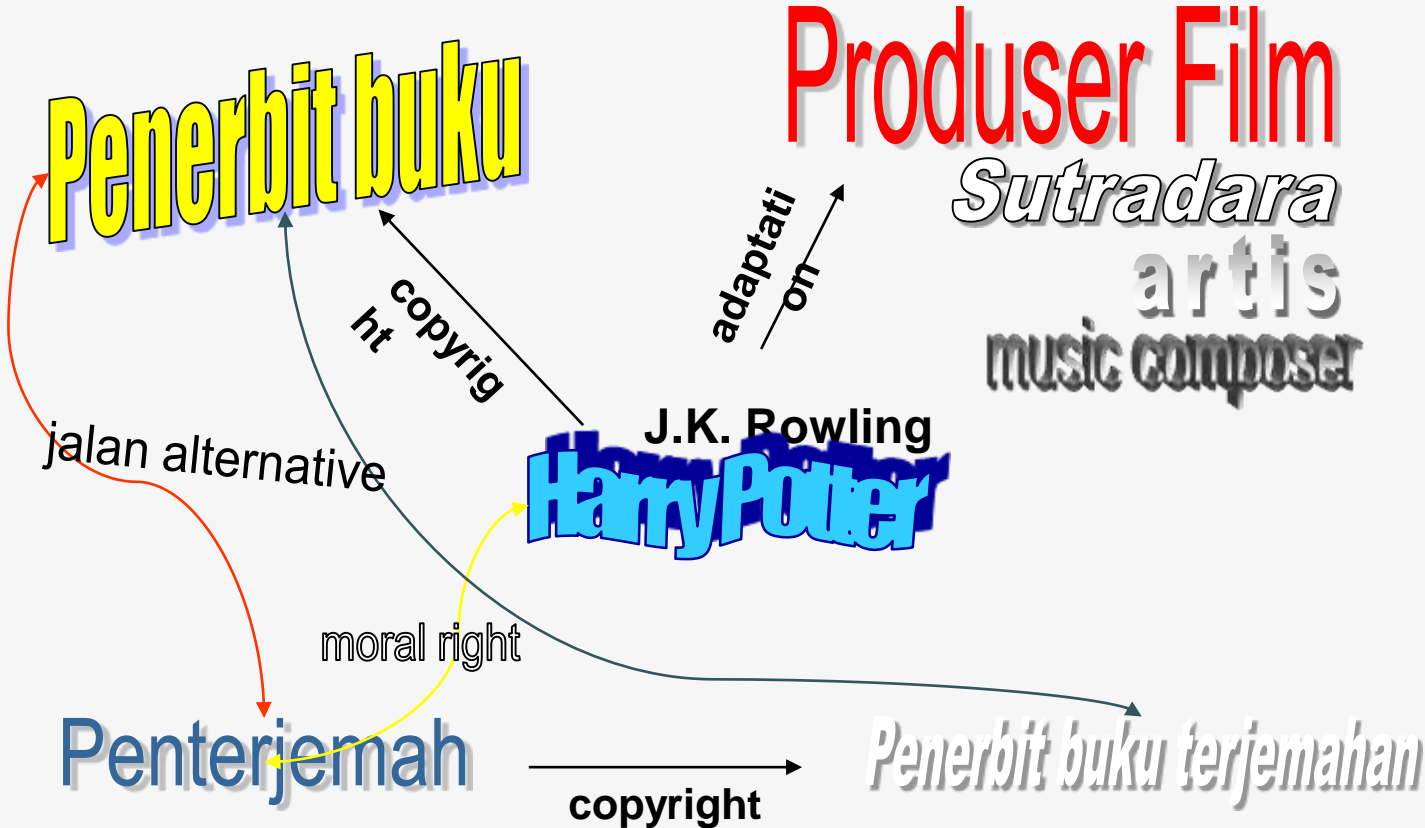 Penerbit buku
Produser Film
Sutradara
artis
music composer
adaptati
on
copyrig
ht
J.K. Rowling
Harry Potter
jalan alternative
moral right
Penterjemah
copyright
Penerbit buku terjemahan